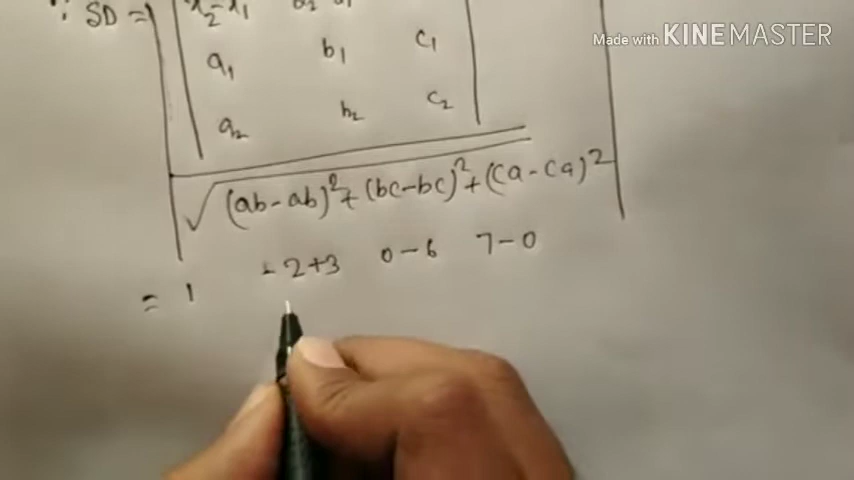 ∵ SD = | x₂-x₁
Made with KINEMASTER
a₁ b₁ c₁
a₂ b₂ c₂
√(ab-ab)²+(bc-bc)²+(ca-ca)²
= | -2+3 0-6 7-0